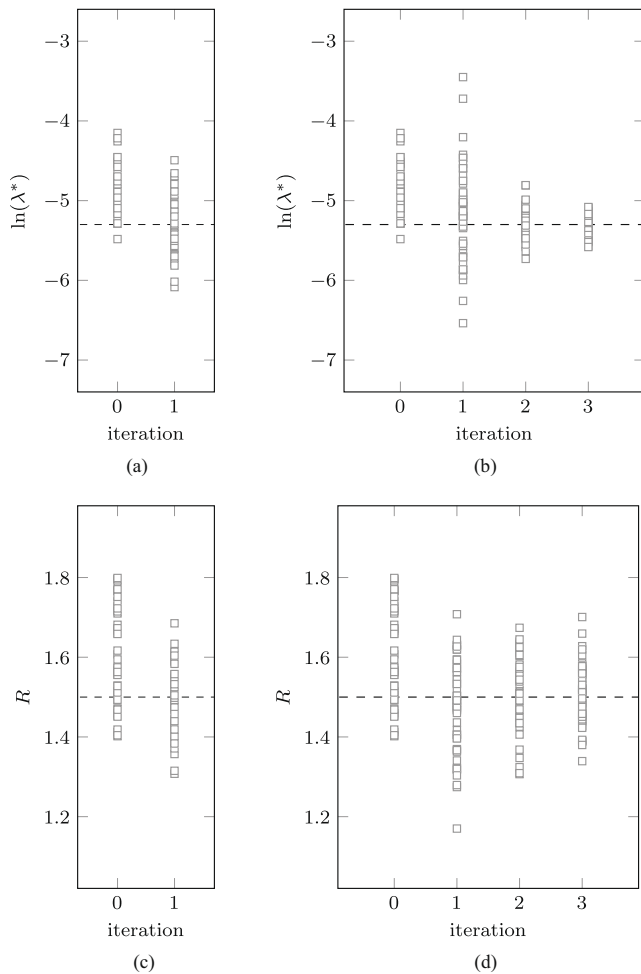 −3
−4
−5
−6
−7
ln(λ*)
0 1
iteration
(a)
−3
−4
−5
−6
−7
ln(λ*)
0 1 2 3
iteration
(b)
1.8
1.6
1.4
1.2
R
0 1
iteration
(c)
1.8
1.6
1.4
1.2
R
0 1 2 3
iteration
(d)